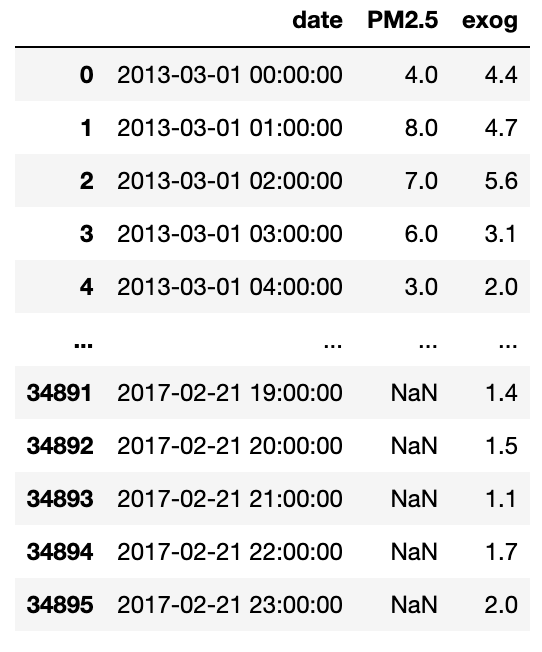 date PM2.5 exog
0 2013-03-01 00:00:00 4.0 4.4
1 2013-03-01 01:00:00 8.0 4.7
2 2013-03-01 02:00:00 7.0 5.6
3 2013-03-01 03:00:00 6.0 3.1
4 2013-03-01 04:00:00 3.0 2.0
... ... ... ...
34891 2017-02-21 19:00:00 NaN 1.4
34892 2017-02-21 20:00:00 NaN 1.5
34893 2017-02-21 21:00:00 NaN 1.1
34894 2017-02-21 22:00:00 NaN 1.7
34895 2017-02-21 23:00:00 NaN 2.0